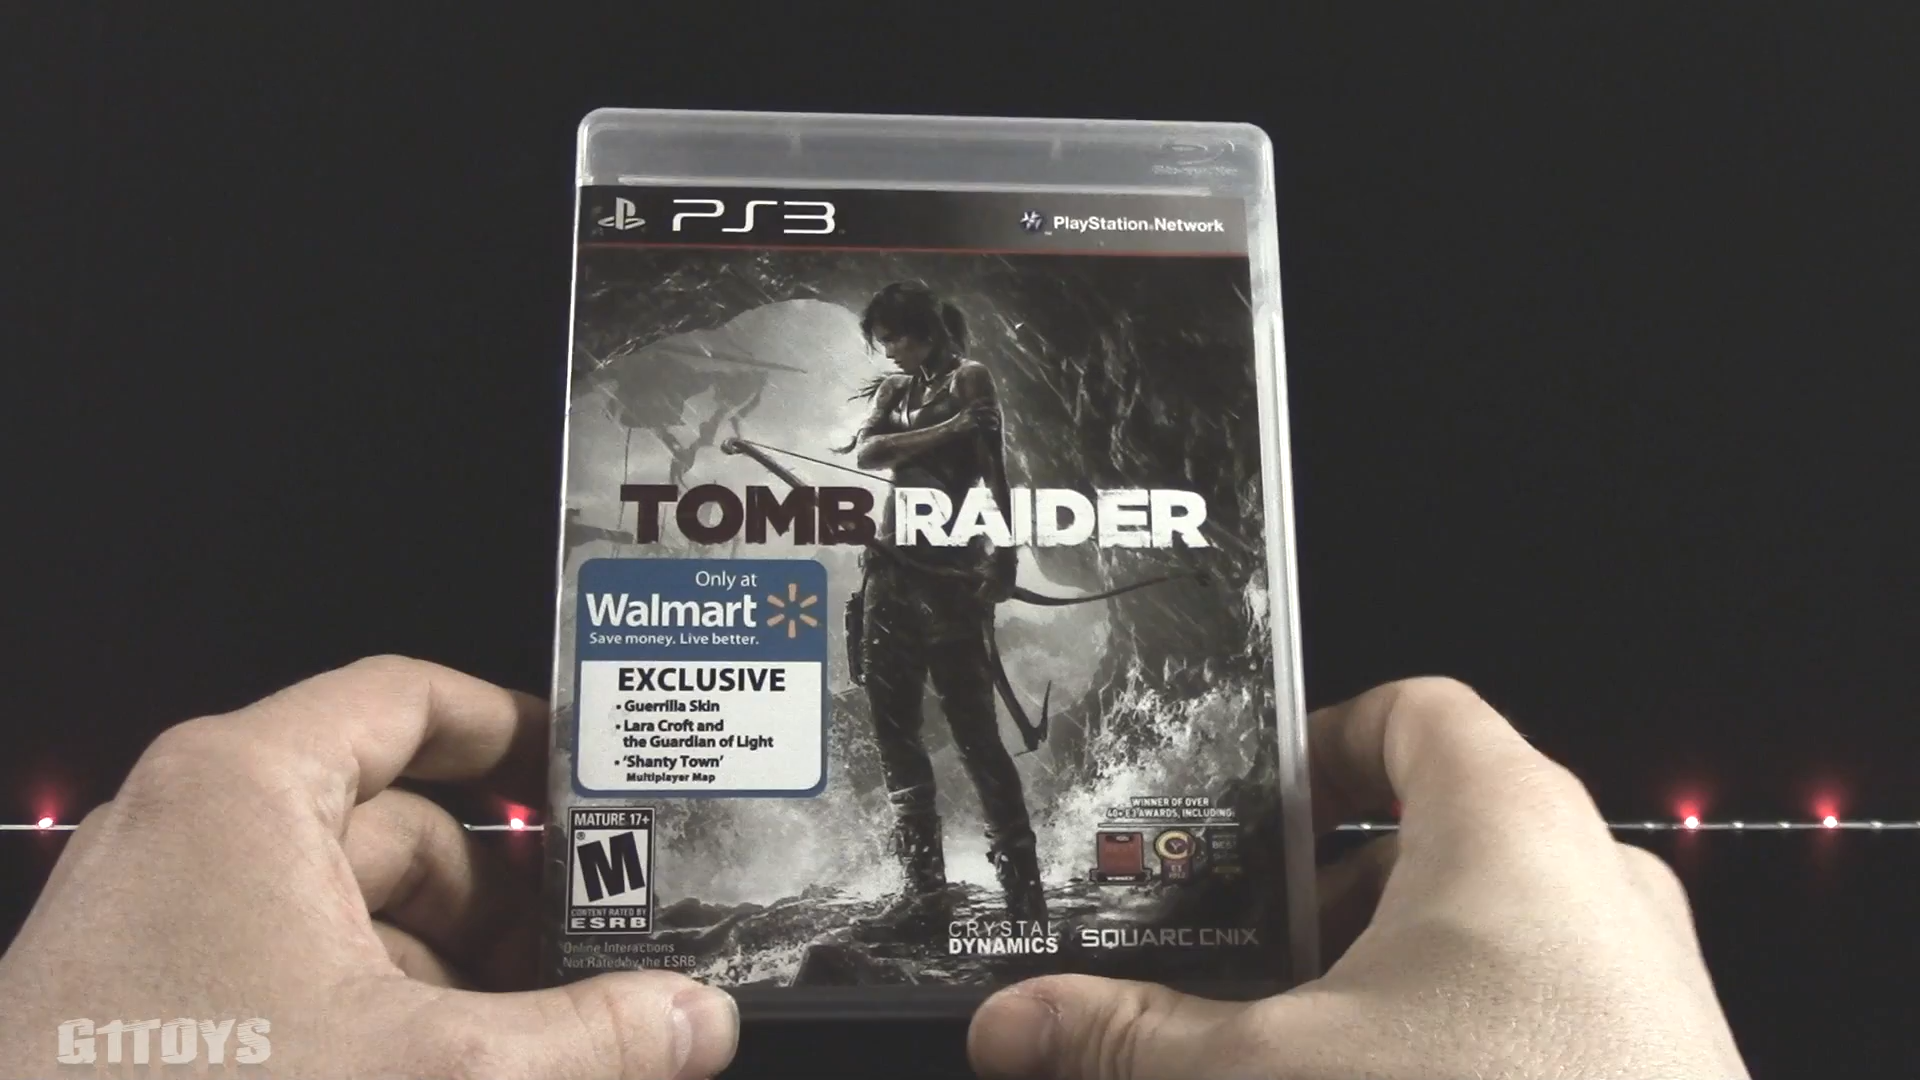 PS3
PlayStation Network
TOMB RAIDER
Only at
Walmart
Save money. Live better.
EXCLUSIVE
• Guerrilla Skin
• Lara Croft and
the Guardian of Light
• 'Shanty Town'
Multiplayer Map
MATURE 17+
M
CONTENT RATED BY
ESRB
Online Interactions
Not Rated by the ESRB
WINNER OF OVER
40+ E3 AWARDS, INCLUDING:
CRYSTAL
DYNAMICS
SQUARE ENIX
G1TOYS